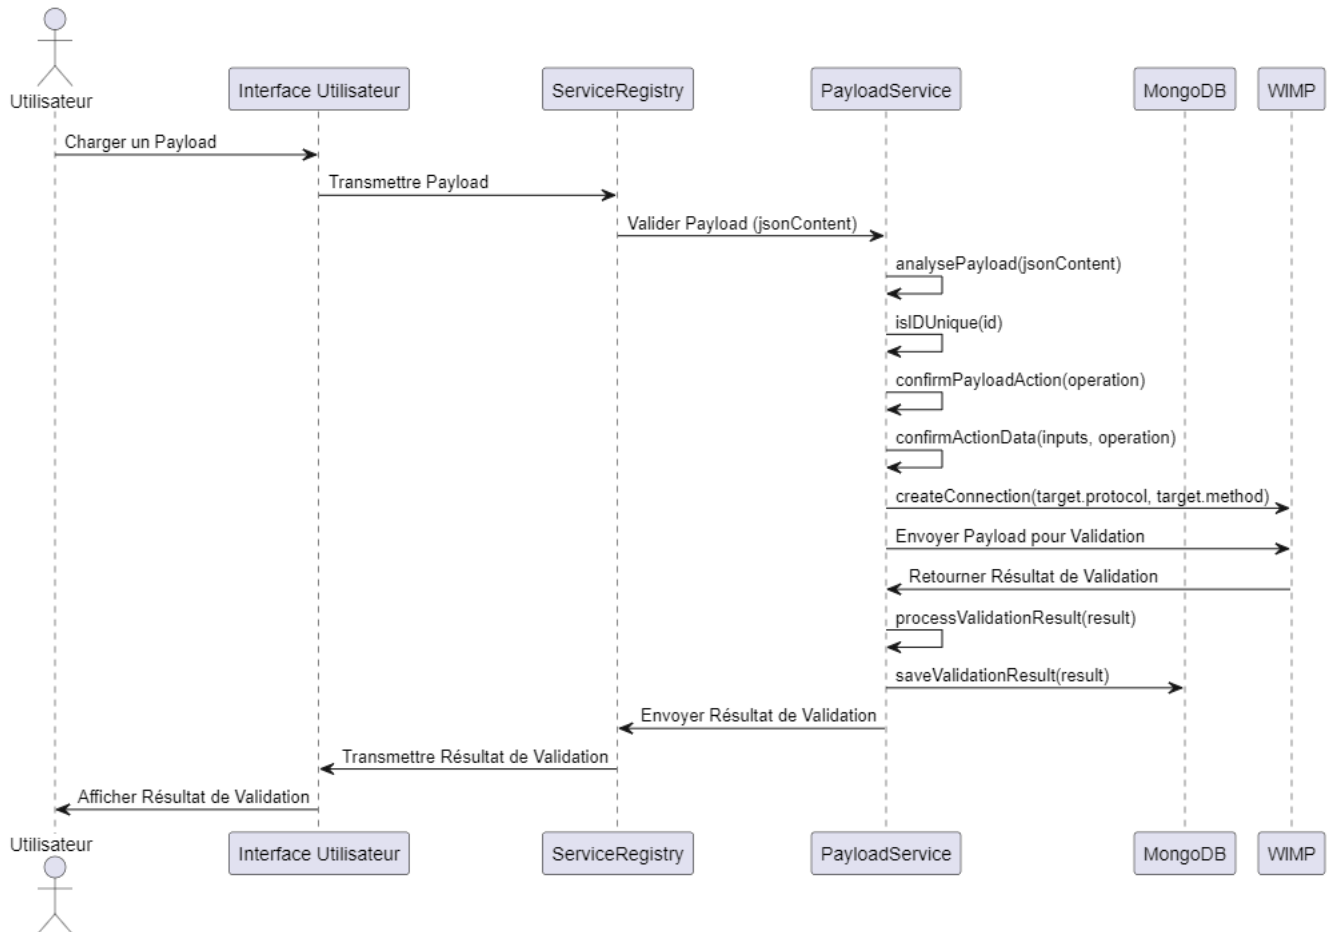 Utilisateur
Interface Utilisateur
ServiceRegistry
PayloadService
MongoDB
WIMP
Charger un Payload
Transmettre Payload
Valider Payload (jsonContent)
analysePayload(jsonContent)
isIDUnique(id)
confirmPayloadAction(operation)
confirmActionData(inputs, operation)
createConnection(target.protocol, target.method)
Envoyer Payload pour Validation
Retourner Résultat de Validation
processValidationResult(result)
saveValidationResult(result)
Envoyer Résultat de Validation
Transmettre Résultat de Validation
Afficher Résultat de Validation
Utilisateur
Interface Utilisateur
ServiceRegistry
PayloadService
MongoDB
WIMP